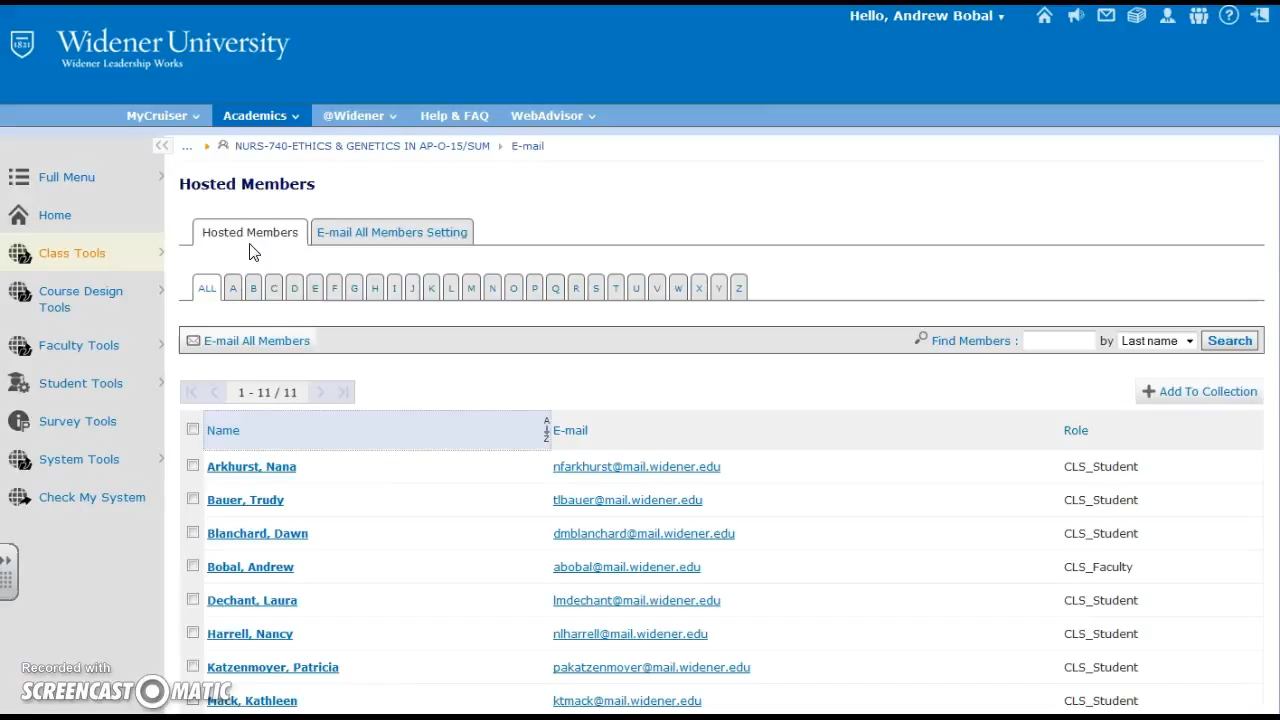 Hello, Andrew Bobal
1821
Widener University
Widener Leadership Works
MyCruiser
Academics
@Widener
Help & FAQ
WebAdvisor
... NURS-740-ETHICS & GENETICS IN AP-O-15/SUM E-mail
Full Menu
Home
Class Tools
Course Design
Tools
Faculty Tools
Student Tools
Survey Tools
System Tools
Check My System
Hosted Members
Hosted Members E-mail All Members Setting
ALL A B C D E F G H I J K L M N O P Q R S T U V W X Y Z
E-mail All Members Find Members : by Last name Search
1 - 11 / 11 Add To Collection
Name A Z E-mail Role
Arkhurst, Nana nfarkhurst@mail.widener.edu CLS_Student
Bauer, Trudy tlbauer@mail.widener.edu CLS_Student
Blanchard, Dawn dmblanchard@mail.widener.edu CLS_Student
Bobal, Andrew abobal@mail.widener.edu CLS_Faculty
Dechant, Laura lmdechant@mail.widener.edu CLS_Student
Harrell, Nancy nlharrell@mail.widener.edu CLS_Student
Katzenmoyer, Patricia pakatzenmoyer@mail.widener.edu CLS_Student
Mack, Kathleen ktmack@mail.widener.edu CLS_Student
Recorded with
SCREENCAST-O-MATIC